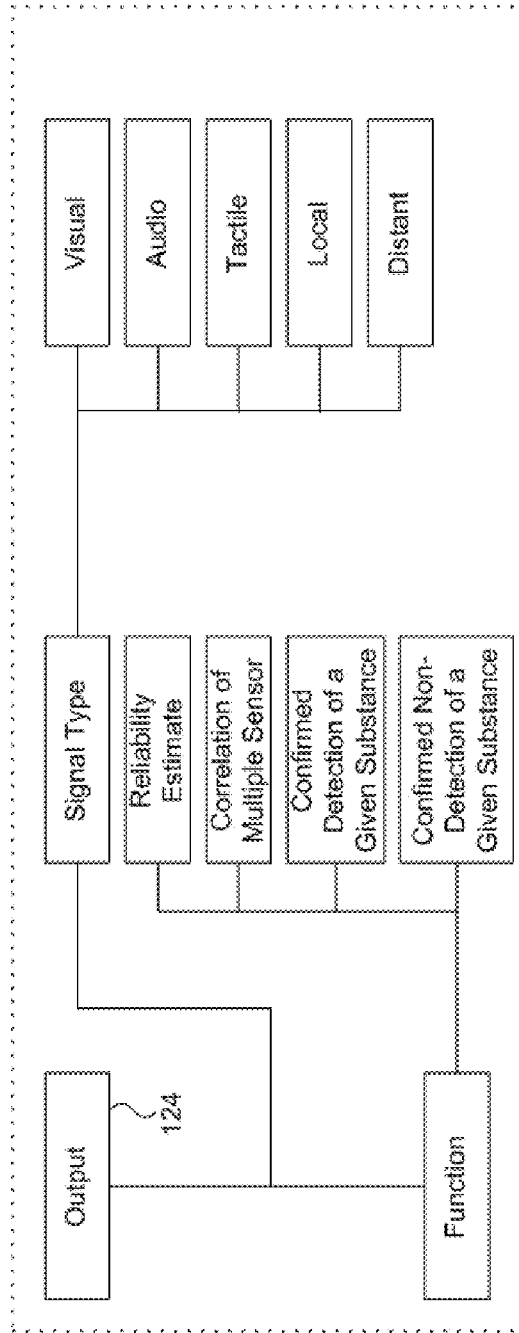 Output
124
Function
Signal Type
Reliability
Estimate
Correlation of
Multiple Sensor
Confirmed
Detection of a
Given Substance
Confirmed Non-
Detection of a
Given Substance
Visual
Audio
Tactile
Local
Distant